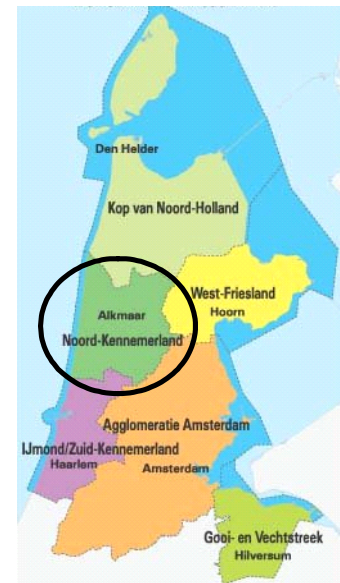 Den Helder
Kop van Noord-Holland
West-Friesland
Hoorn
Alkmaar
Noord-Kennemerland
Agglomeratie Amsterdam
Amsterdam
IJmond/Zuid-Kennemerland
Haarlem
Gooi- en Vechtstreek
Hilversum